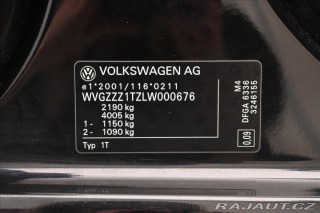 VOLKSWAGEN AG
e1*2001/116*0211
WVGZZZ1TZLW000676
2190 kg
4005 kg
1- 1150 kg
2- 1090 kg
Typ 1T
M4
DFGA 6336
3246155
0,09
RAJAUT.CZ